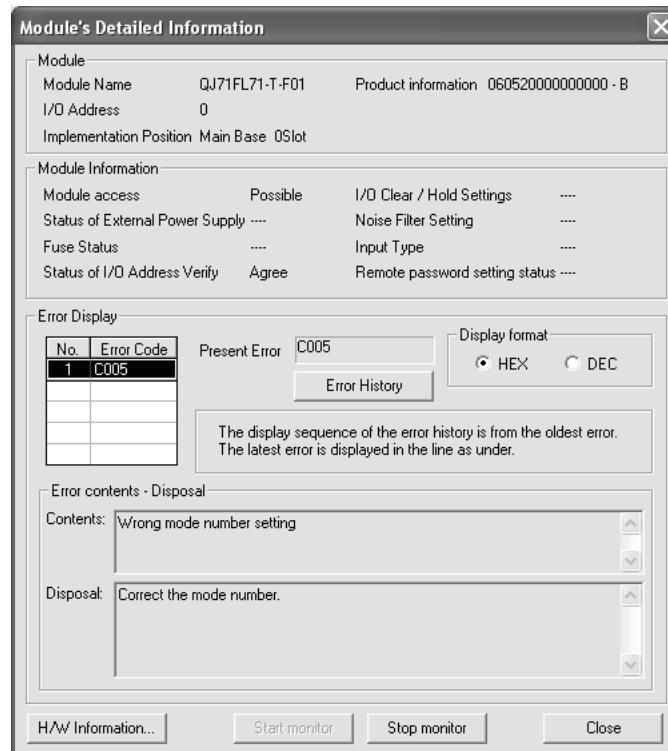 Module's Detailed Information
Module
Module Name QJ71FL71-T-F01 Product information 060520000000000 - B
I/O Address 0
Implementation Position Main Base 0Slot
Module Information
Module access Possible I/O Clear / Hold Settings ----
Status of External Power Supply ---- Noise Filter Setting ----
Fuse Status ---- Input Type ----
Status of I/O Address Verify Agree Remote password setting status ----
Error Display
No. Error Code
1 C005
Present Error C005
Error History
Display format
HEX DEC
The display sequence of the error history is from the oldest error.
The latest error is displayed in the line as under.
Error contents - Disposal
Contents: Wrong mode number setting
Disposal: Correct the mode number.
H/W Information... Start monitor Stop monitor Close